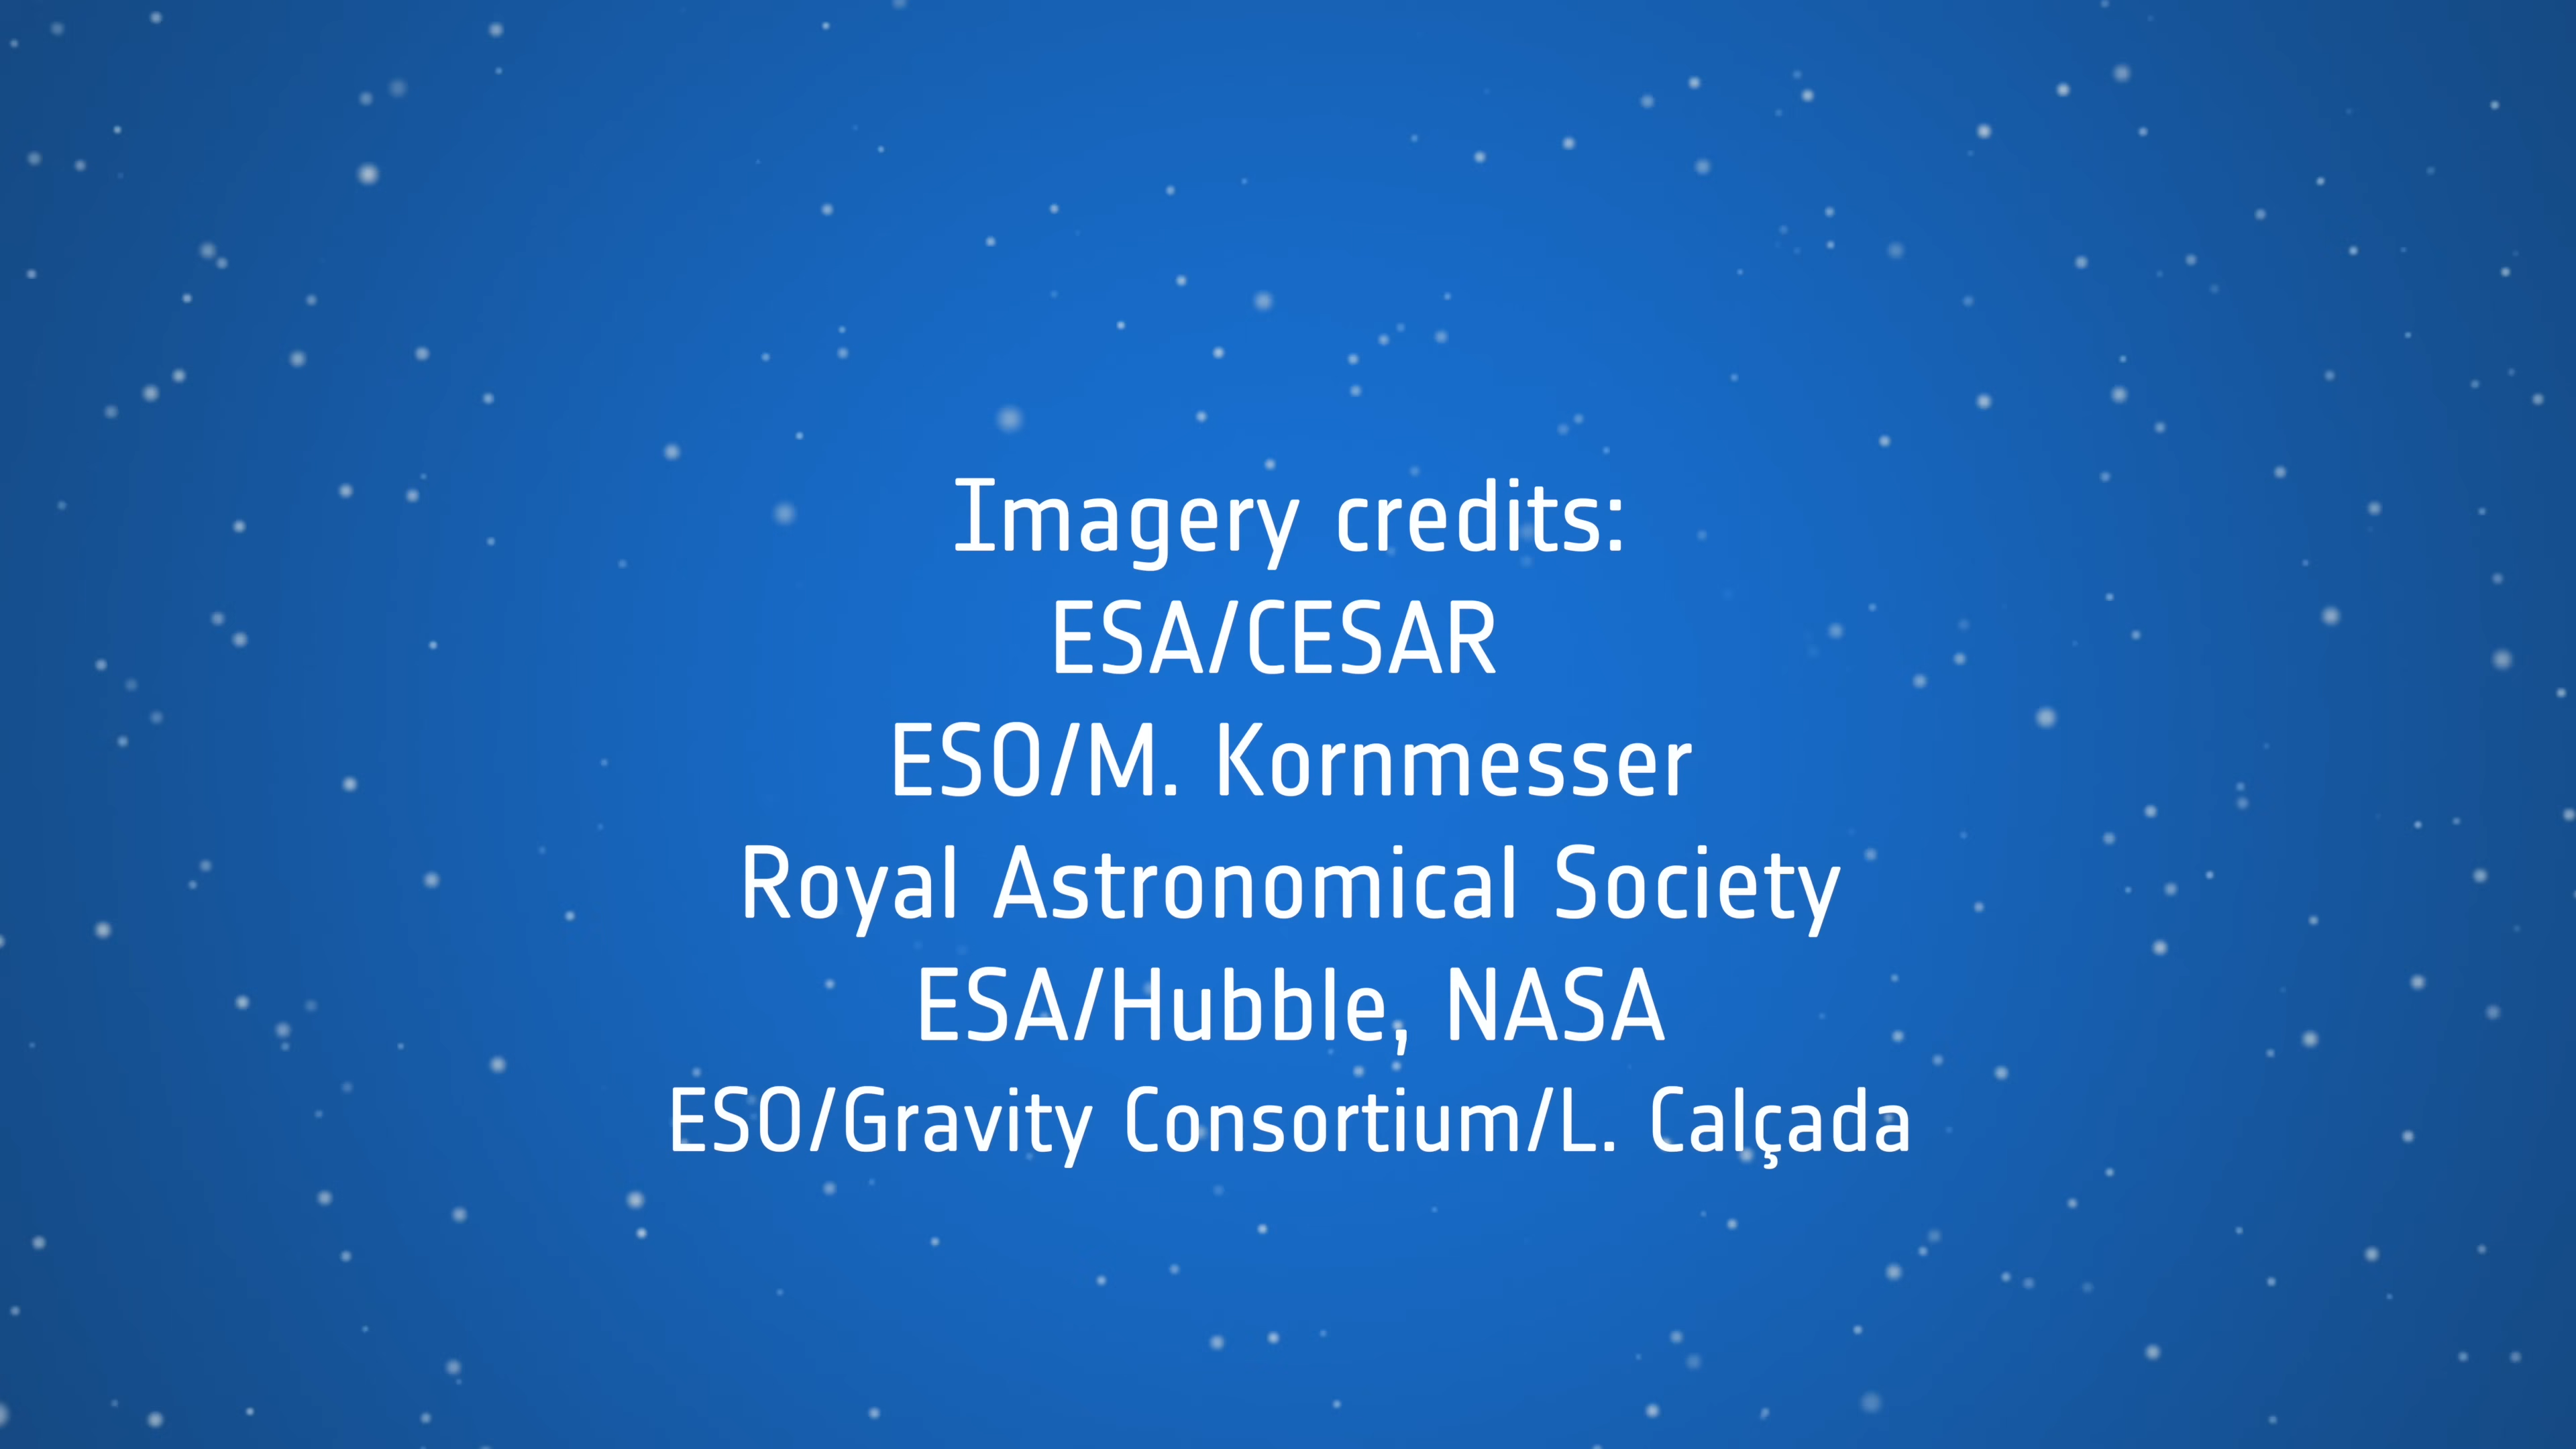 Imagery credits:
ESA/CESAR
ESO/M. Kornmesser
Royal Astronomical Society
ESA/Hubble, NASA
ESO/Gravity Consortium/L. Calçada